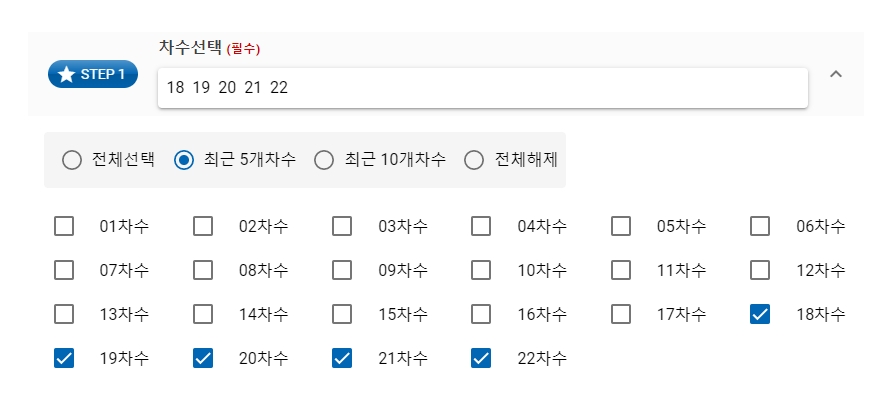 차수선택 (필수)
STEP 1
18 19 20 21 22
전체선택 최근 5개차수 최근 10개차수 전체해제
01차수 02차수 03차수 04차수 05차수 06차수
07차수 08차수 09차수 10차수 11차수 12차수
13차수 14차수 15차수 16차수 17차수 18차수
19차수 20차수 21차수 22차수